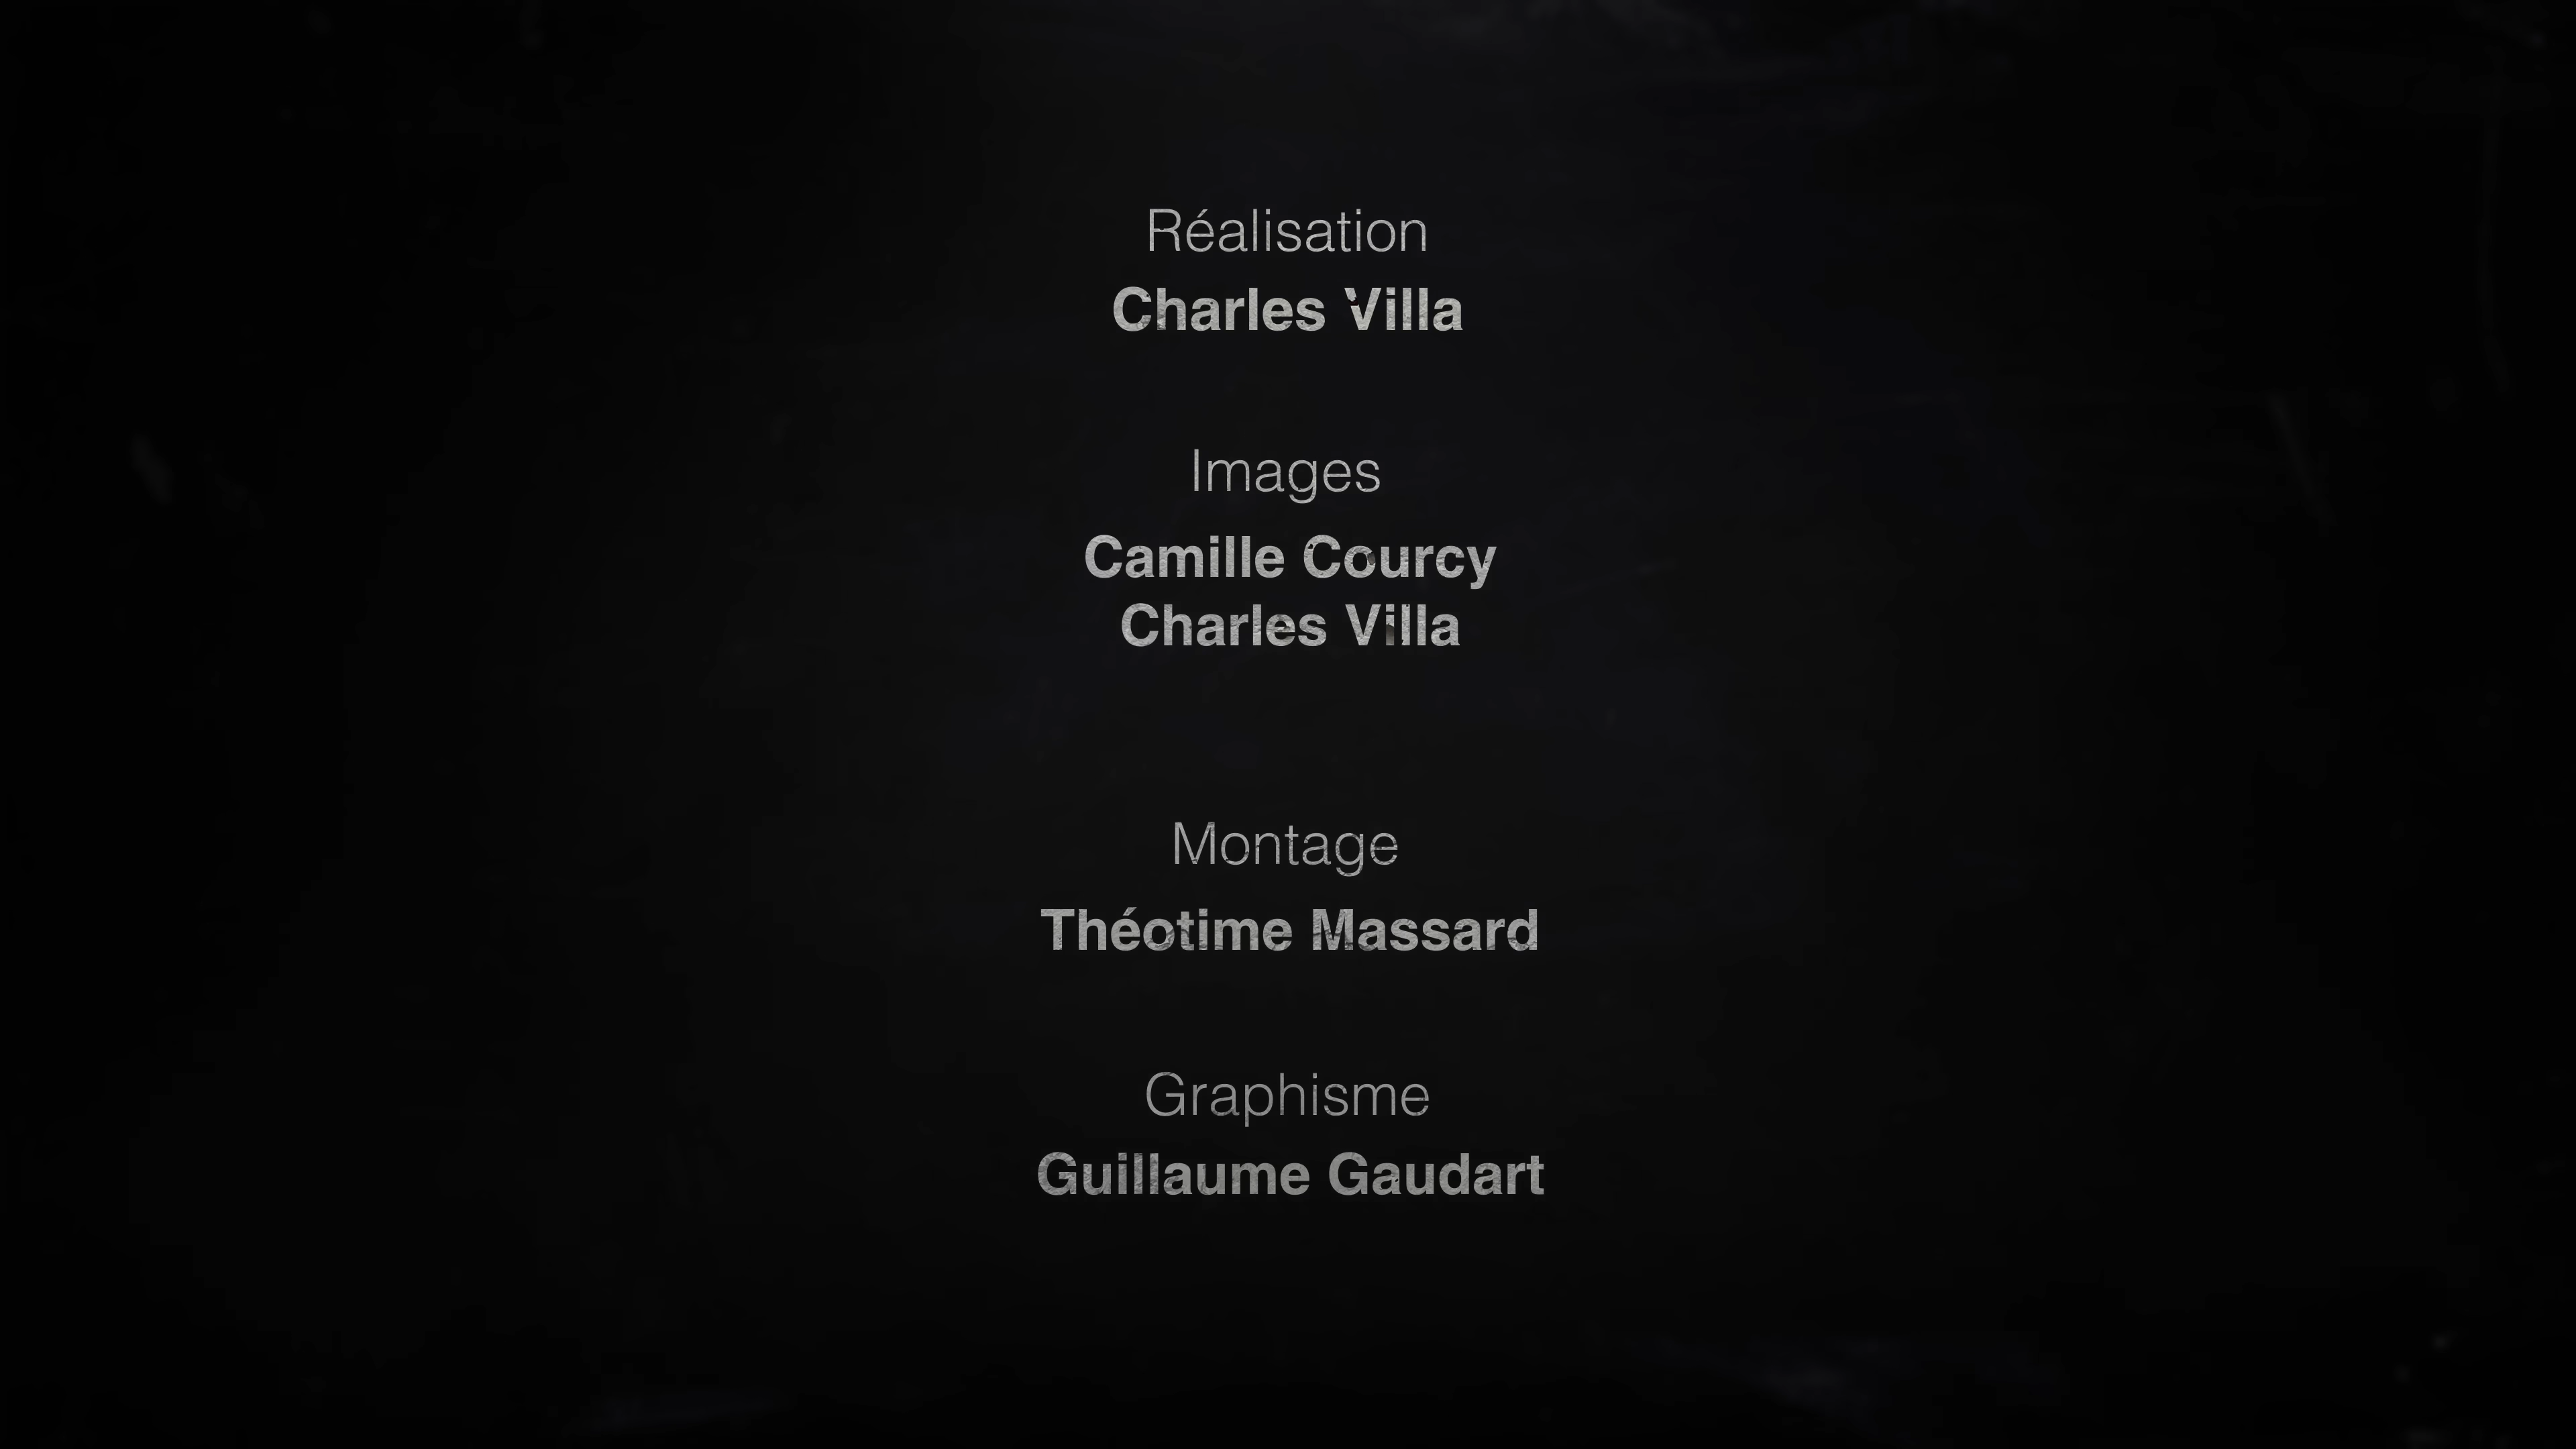 Réalisation
Charles Villa
Images
Camille Courcy
Charles Villa
Montage
Théotime Massard
Graphisme
Guillaume Gaudart